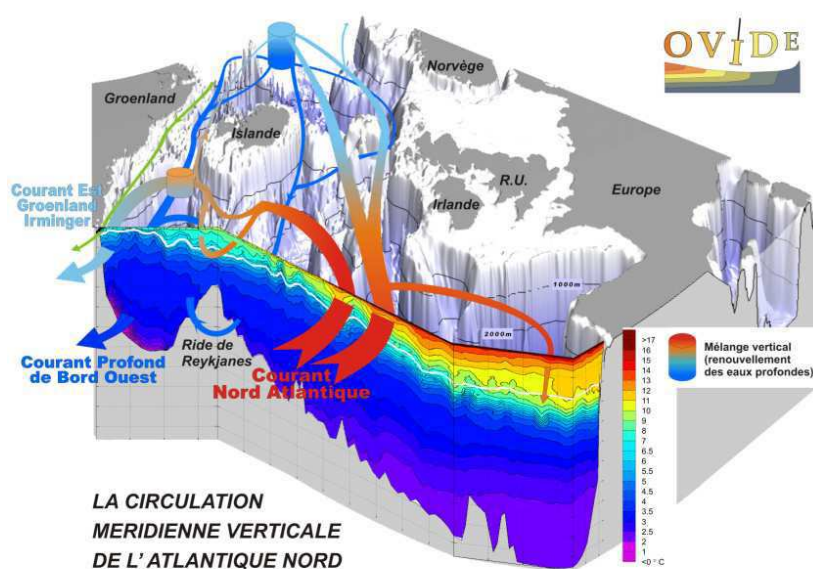 OVIDE
Norvège
Groenland
Islande
R.U.
Irlande
Europe
Courant Est
Groenland
Irminger
1000m
2000m
Ride de
Reykjanes
Courant Profond
de Bord Ouest
Courant
Nord Atlantique
Mélange vertical
(renouvellement
des eaux profondes)
>17
16
15
14
13
12
11
10
9
8
7
6.5
6
5.5
5
4.5
4
3.5
3
2.5
2
1
<0 °C
LA CIRCULATION
MERIDIENNE VERTICALE
DE L' ATLANTIQUE NORD